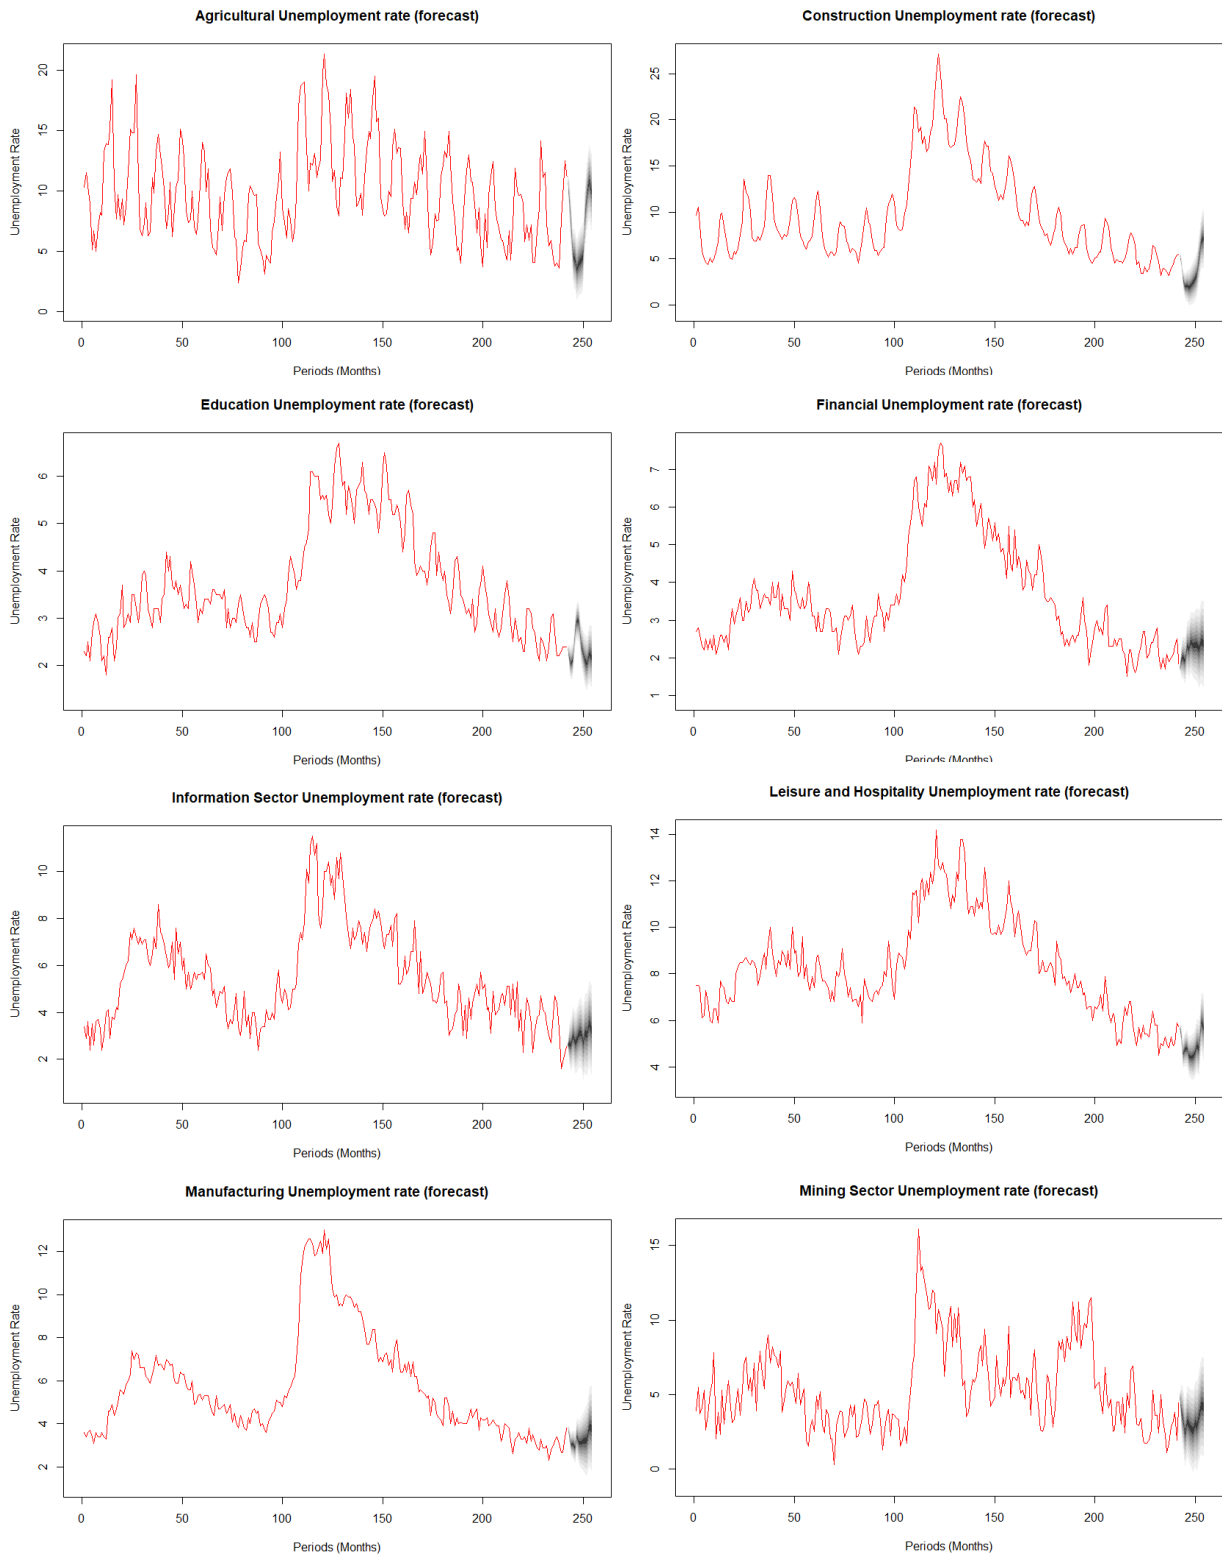 Agricultural Unemployment rate (forecast)
Unemployment Rate
0 5 10 15 20
0 50 100 150 200 250
Periods (Months)
Construction Unemployment rate (forecast)
Unemployment Rate
0 5 10 15 20 25
0 50 100 150 200 250
Periods (Months)
Education Unemployment rate (forecast)
Unemployment Rate
2 3 4 5 6
0 50 100 150 200 250
Periods (Months)
Financial Unemployment rate (forecast)
Unemployment Rate
1 2 3 4 5 6 7
0 50 100 150 200 250
Periods (Months)
Information Sector Unemployment rate (forecast)
Unemployment Rate
2 4 6 8 10
0 50 100 150 200 250
Periods (Months)
Leisure and Hospitality Unemployment rate (forecast)
Unemployment Rate
4 6 8 10 12 14
0 50 100 150 200 250
Periods (Months)
Manufacturing Unemployment rate (forecast)
Unemployment Rate
2 4 6 8 10 12
0 50 100 150 200 250
Periods (Months)
Mining Sector Unemployment rate (forecast)
Unemployment Rate
0 5 10 15
0 50 100 150 200 250
Periods (Months)